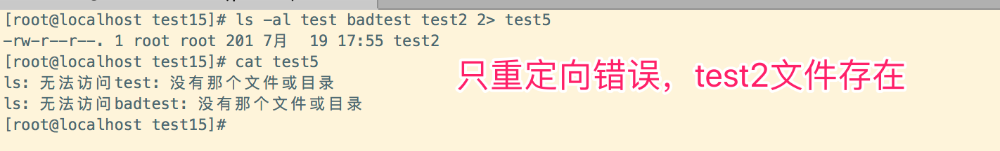 [root@localhost test15]# ls -al test badtest test2 2> test5
-rw-r--r--. 1 root root 201 7月  19 17:55 test2
[root@localhost test15]# cat test5
ls: 无法访问test: 没有那个文件或目录
ls: 无法访问badtest: 没有那个文件或目录
[root@localhost test15]#
只重定向错误，test2文件存在